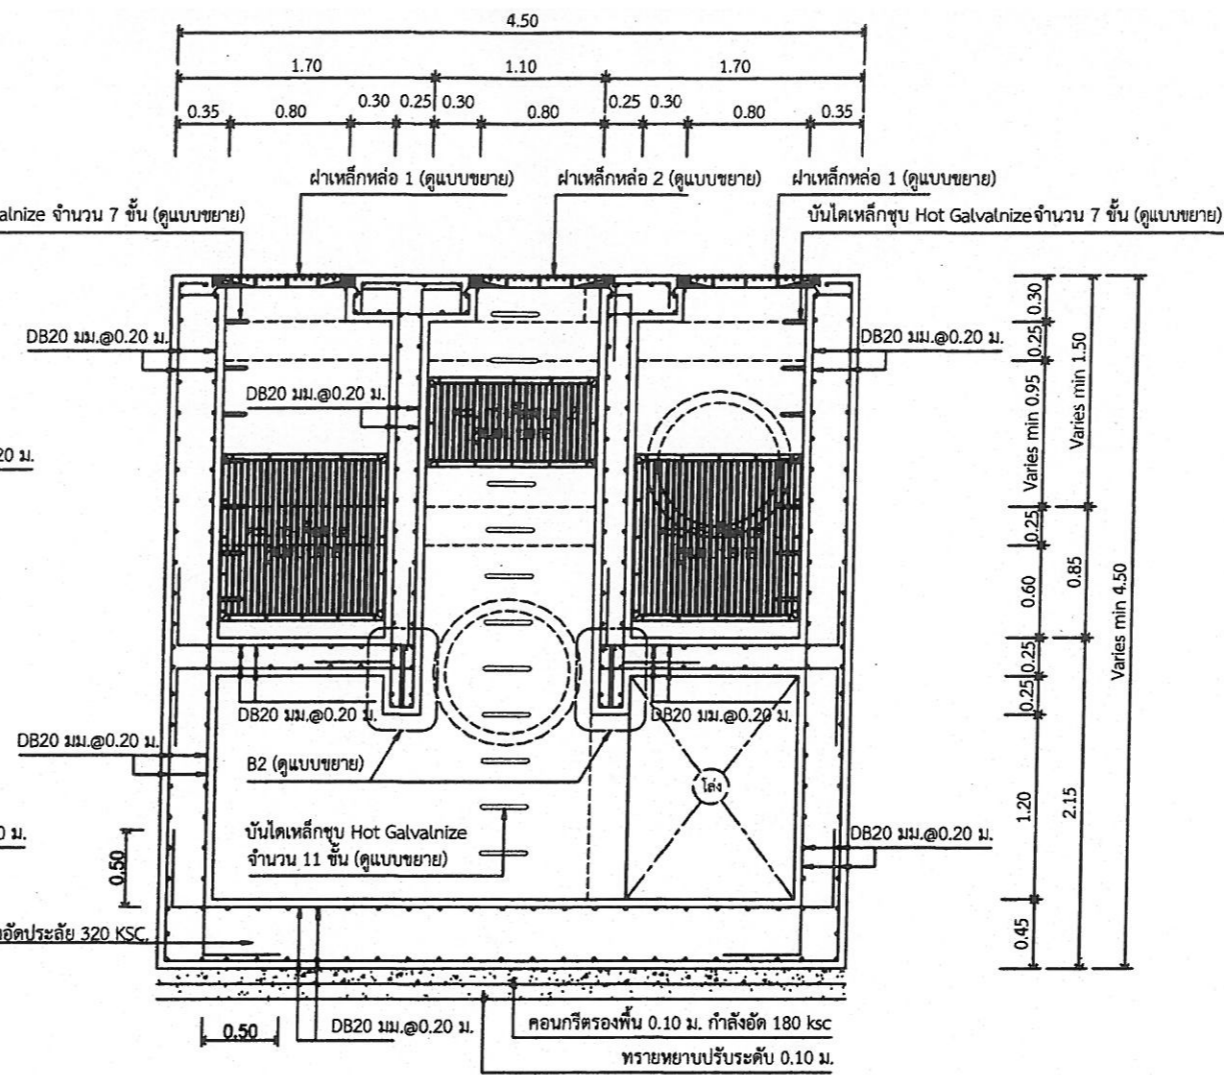 4.50
1.70 1.10 1.70
0.35 0.80 0.30 0.25 0.30 0.80 0.25 0.30 0.80 0.35
ฝาเหล็กหล่อ 1 (ดูแบบขยาย) ฝาเหล็กหล่อ 2 (ดูแบบขยาย) ฝาเหล็กหล่อ 1 (ดูแบบขยาย)
alnize จำนวน 7 ขั้น (ดูแบบขยาย)
บันไดเหล็กชุบ Hot Galvalnize จำนวน 7 ขั้น (ดูแบบขยาย)
DB20 มม.@0.20 ม.
DB20 มม.@0.20 ม.
DB20 มม.@0.20 ม.
20 ม.
0.30
0.25
Varies min 0.95
0.25
0.60
0.25
0.25
1.20
0.45
Varies min 1.50
0.85
2.15
Varies min 4.50
DB20 มม.@0.20 ม.
DB20 มม.@0.20 ม.
DB20 มม.@0.20 ม.
B2 (ดูแบบขยาย)
โล่ง
บันไดเหล็กชุบ Hot Galvalnize
จำนวน 11 ขั้น (ดูแบบขยาย)
0 ม.
0.50
DB20 มม.@0.20 ม.
อัดประลัย 320 KSC.
0.50
DB20 มม.@0.20 ม.
คอนกรีตรองพื้น 0.10 ม. กำลังอัด 180 ksc
ทรายหยาบปรับระดับ 0.10 ม.